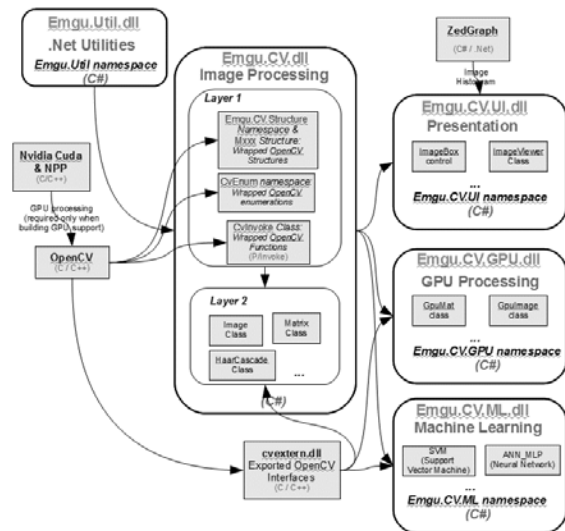 Emgu.Util.dll
.Net Utilities
Emgu.Util namespace
(C#)
Nvidia Cuda
& NPP
(C/C++)
GPU processing
(required only when
building GPU support)
OpenCV
(C / C++)
Emgu.CV.dll
Image Processing
Layer 1
Emgu.CV.Structure
Namespace &
Mxxx Structure:
Wrapped OpenCV
Structures
CvEnum namespace:
Wrapped OpenCV
enumerations
CvInvoke Class:
Wrapped OpenCV
Functions
(P/Invoke)
Layer 2
Image
Class
Matrix
Class
HaarCascade
Class
...
(C#)
cvextern.dll
Exported OpenCV
Interfaces
(C / C++)
ZedGraph
(C# / .Net)
Image
Histogram
Emgu.CV.UI.dll
Presentation
ImageBox
control
ImageViewer
Class
...
Emgu.CV.UI namespace
(C#)
Emgu.CV.GPU.dll
GPU Processing
GpuMat
class
GpuImage
class
...
Emgu.CV.GPU namespace
(C#)
Emgu.CV.ML.dll
Machine Learning
SVM
(Support
Vector Machine)
ANN_MLP
(Neural Network)
...
Emgu.CV.ML namespace
(C#)